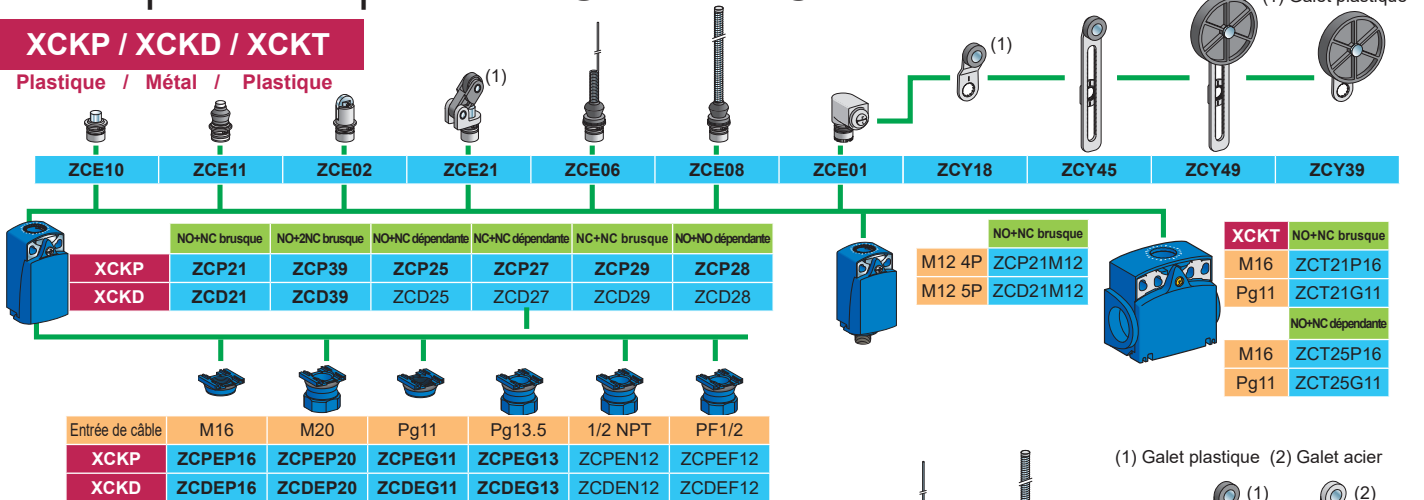 XCKP / XCKD / XCKT
Plastique / Métal / Plastique
(1)
(1)
(1) Galet plastique
ZCE10 ZCE11 ZCE02 ZCE21 ZCE06 ZCE08 ZCE01 ZCY18 ZCY45 ZCY49 ZCY39
NO+NC brusque NO+2NC brusque NO+NC dépendante NC+NC dépendante NC+NC brusque NO+NO dépendante
XCKP ZCP21 ZCP39 ZCP25 ZCP27 ZCP29 ZCP28
XCKD ZCD21 ZCD39 ZCD25 ZCD27 ZCD29 ZCD28
NO+NC brusque
M12 4P ZCP21M12
M12 5P ZCD21M12
XCKT NO+NC brusque
M16 ZCT21P16
Pg11 ZCT21G11
NO+NC dépendante
M16 ZCT25P16
Pg11 ZCT25G11
Entrée de câble M16 M20 Pg11 Pg13.5 1/2 NPT PF1/2
XCKP ZCPEP16 ZCPEP20 ZCPEG11 ZCPEG13 ZCPEN12 ZCPEF12
XCKD ZCDEP16 ZCDEP20 ZCDEG11 ZCDEG13 ZCDEN12 ZCDEF12
(1) Galet plastique (2) Galet acier
(1) (2)